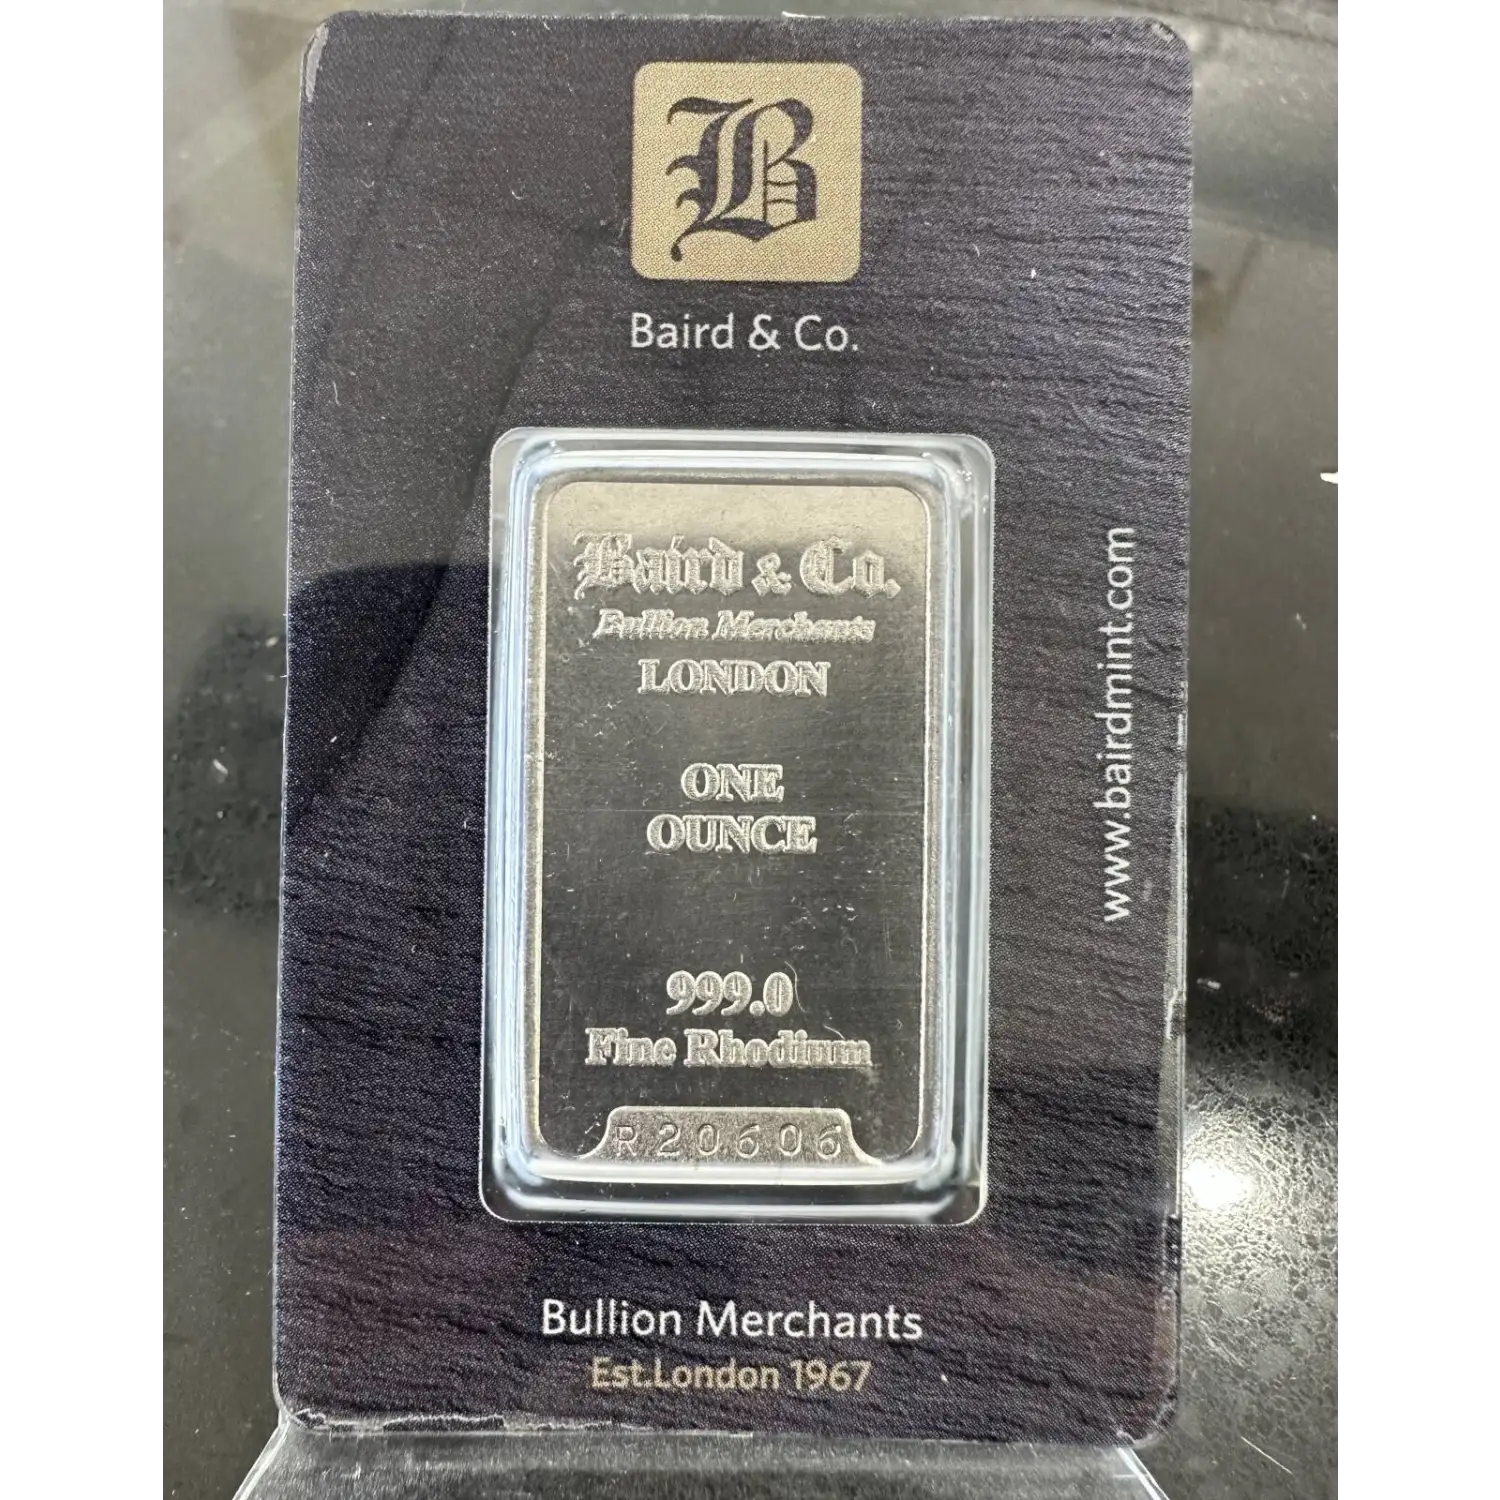 B
Baird & Co.
Baird & Co.
Bullion Merchants
LONDON
ONE
OUNCE
999.0
Fine Rhodium
R20606
www.bairdmint.com
Bullion Merchants
Est.London 1967